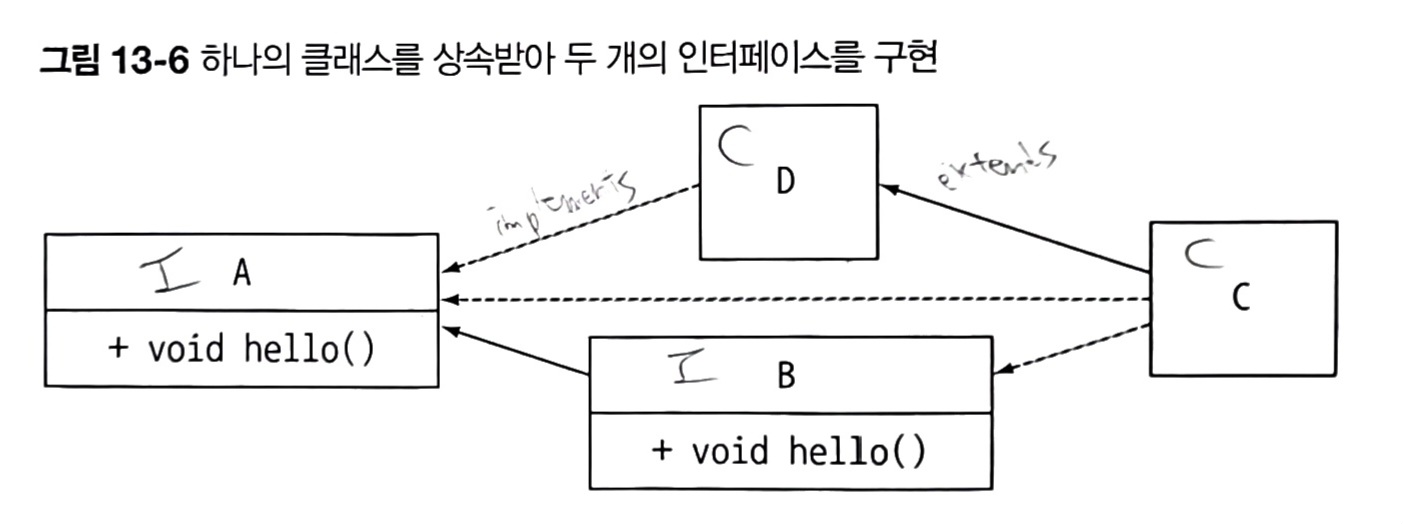 그림 13-6 하나의 클래스를 상속받아 두 개의 인터페이스를 구현
C
D
extends
implements
C
C
I A
+ void hello()
I B
+ void hello()